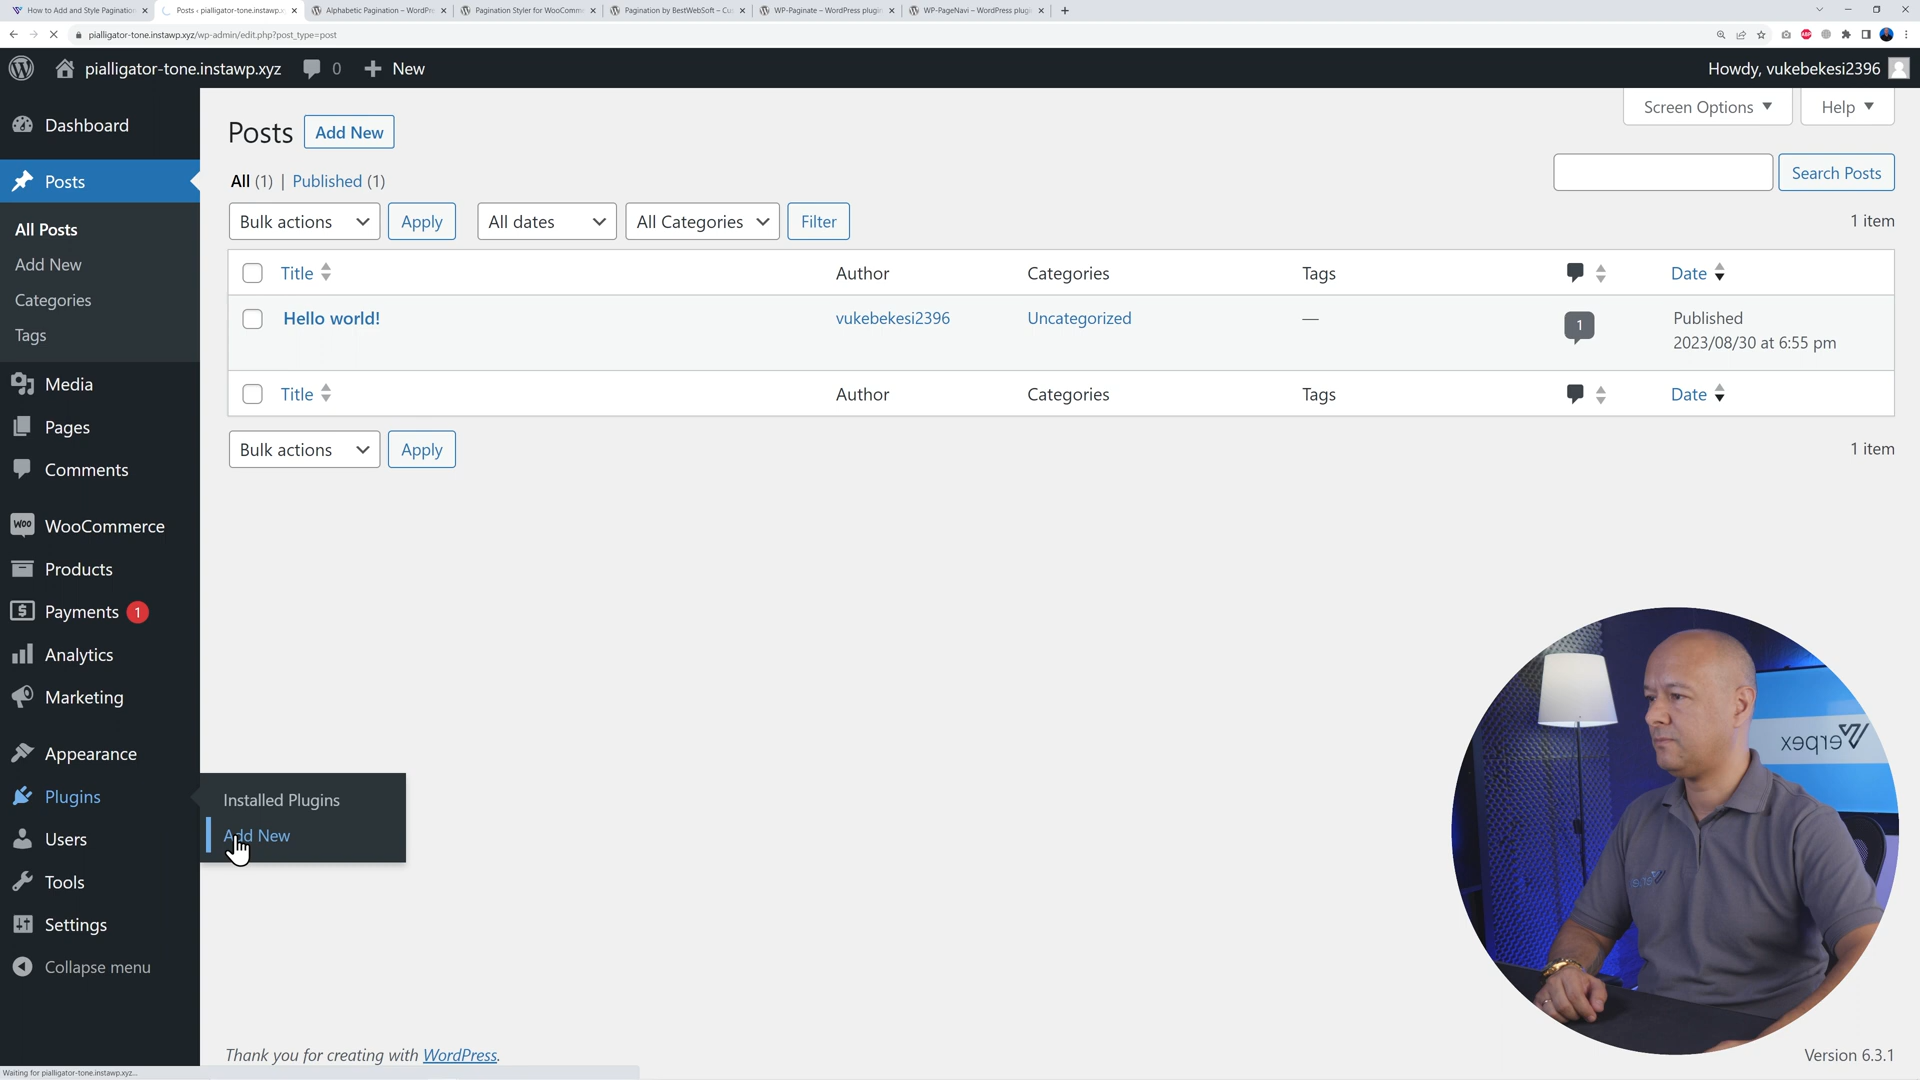 How to Add and Style Pagination
Posts ‹ pialligator-tone.instawp.xyz
Alphabetic Pagination – WordPre
Pagination Styler for WooComme
Pagination by BestWebSoft – Cu
WP-Paginate – WordPress plugin
WP-PageNavi – WordPress plugi
pialligator-tone.instawp.xyz/wp-admin/edit.php?post_type=post
pialligator-tone.instawp.xyz
0
New
Howdy, vukebekesi2396
Dashboard
Posts
All Posts
Add New
Categories
Tags
Media
Pages
Comments
WooCommerce
Products
Payments 1
Analytics
Marketing
Appearance
Plugins
Installed Plugins
Add New
Users
Tools
Settings
Collapse menu
Posts
Add New
Screen Options
Help
All (1) | Published (1)
Search Posts
Bulk actions
Apply
All dates
All Categories
Filter
1 item
Title
Author
Categories
Tags
Date
Hello world!
vukebekesi2396
Uncategorized
—
1
Published
2023/08/30 at 6:55 pm
Title
Author
Categories
Tags
Date
Bulk actions
Apply
1 item
Verpex
Thank you for creating with WordPress.
Version 6.3.1
Waiting for pialligator-tone.instawp.xyz...